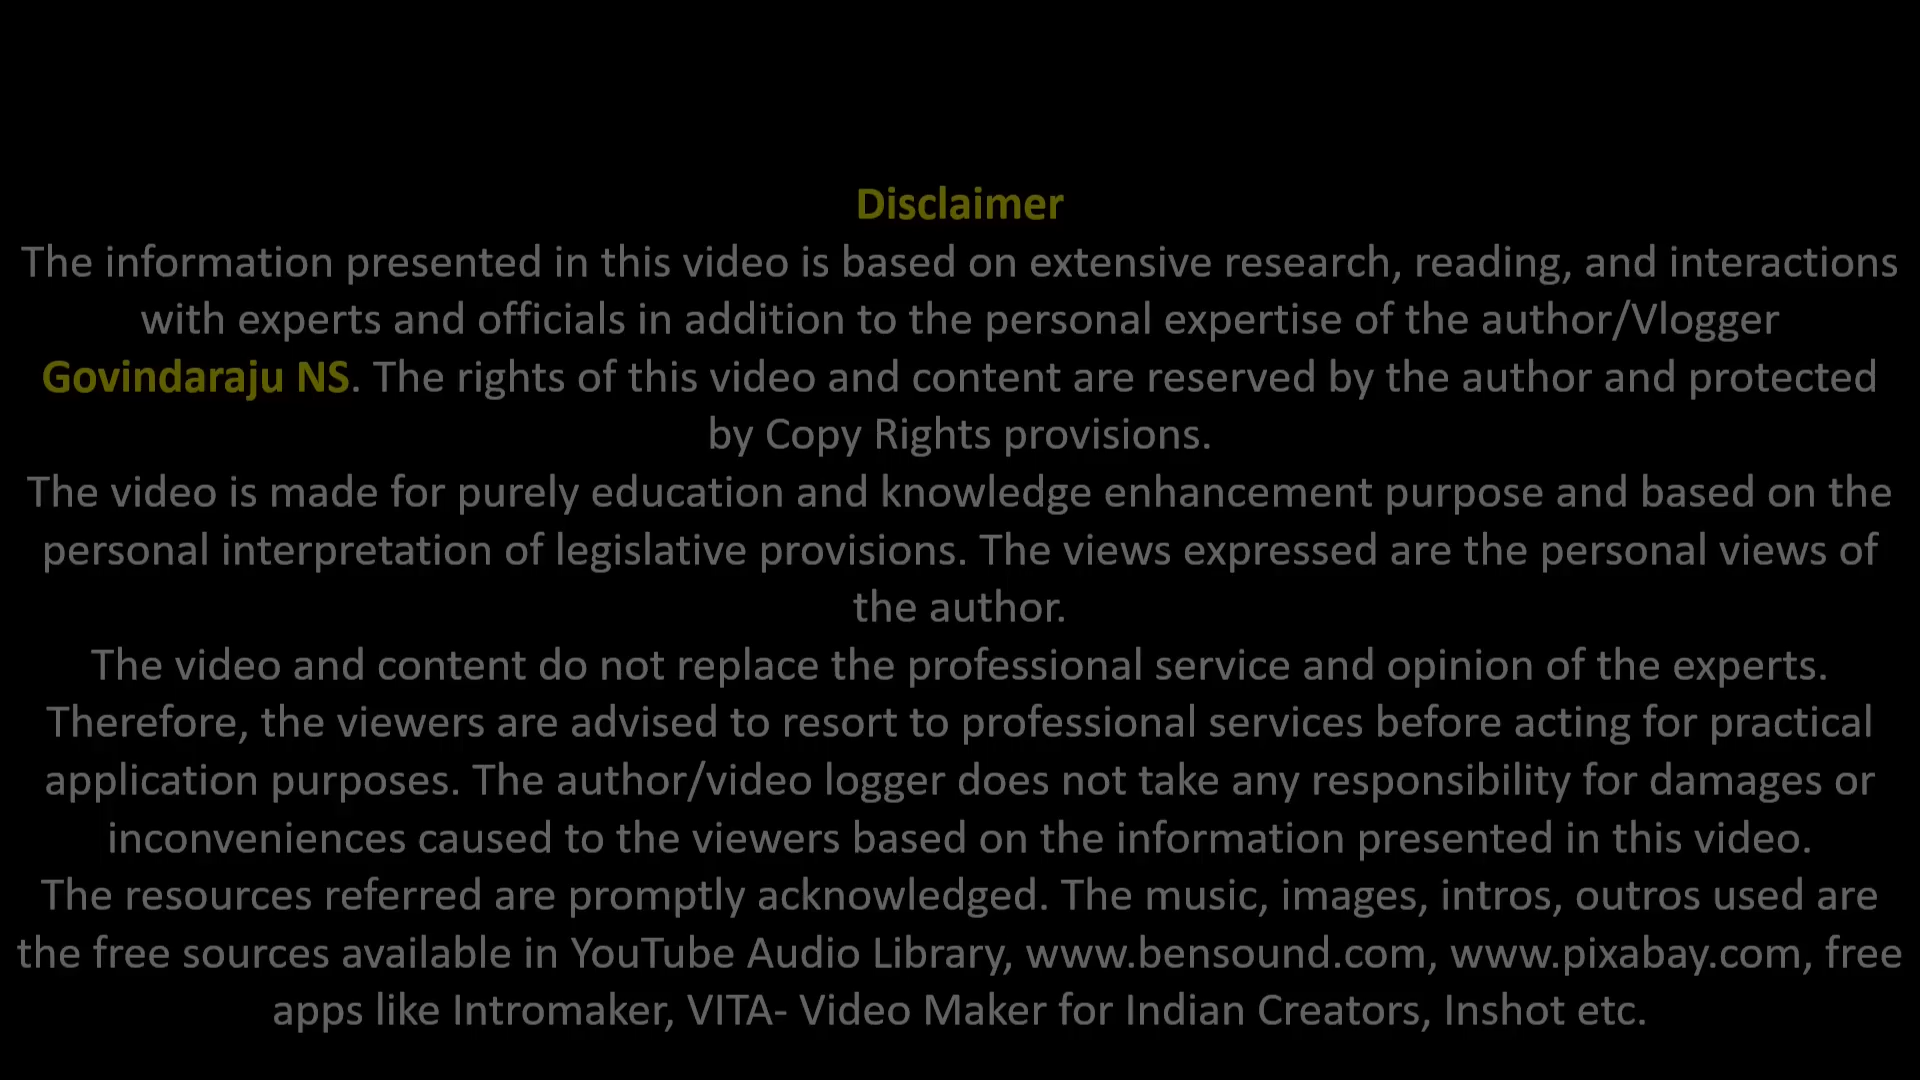 Disclaimer
The information presented in this video is based on extensive research, reading, and interactions
with experts and officials in addition to the personal expertise of the author/Vlogger
Govindaraju NS. The rights of this video and content are reserved by the author and protected
by Copy Rights provisions.
The video is made for purely education and knowledge enhancement purpose and based on the
personal interpretation of legislative provisions. The views expressed are the personal views of
the author.
The video and content do not replace the professional service and opinion of the experts.
Therefore, the viewers are advised to resort to professional services before acting for practical
application purposes. The author/video logger does not take any responsibility for damages or
inconveniences caused to the viewers based on the information presented in this video.
The resources referred are promptly acknowledged. The music, images, intros, outros used are
the free sources available in YouTube Audio Library, www.bensound.com, www.pixabay.com, free
apps like Intromaker, VITA- Video Maker for Indian Creators, Inshot etc.